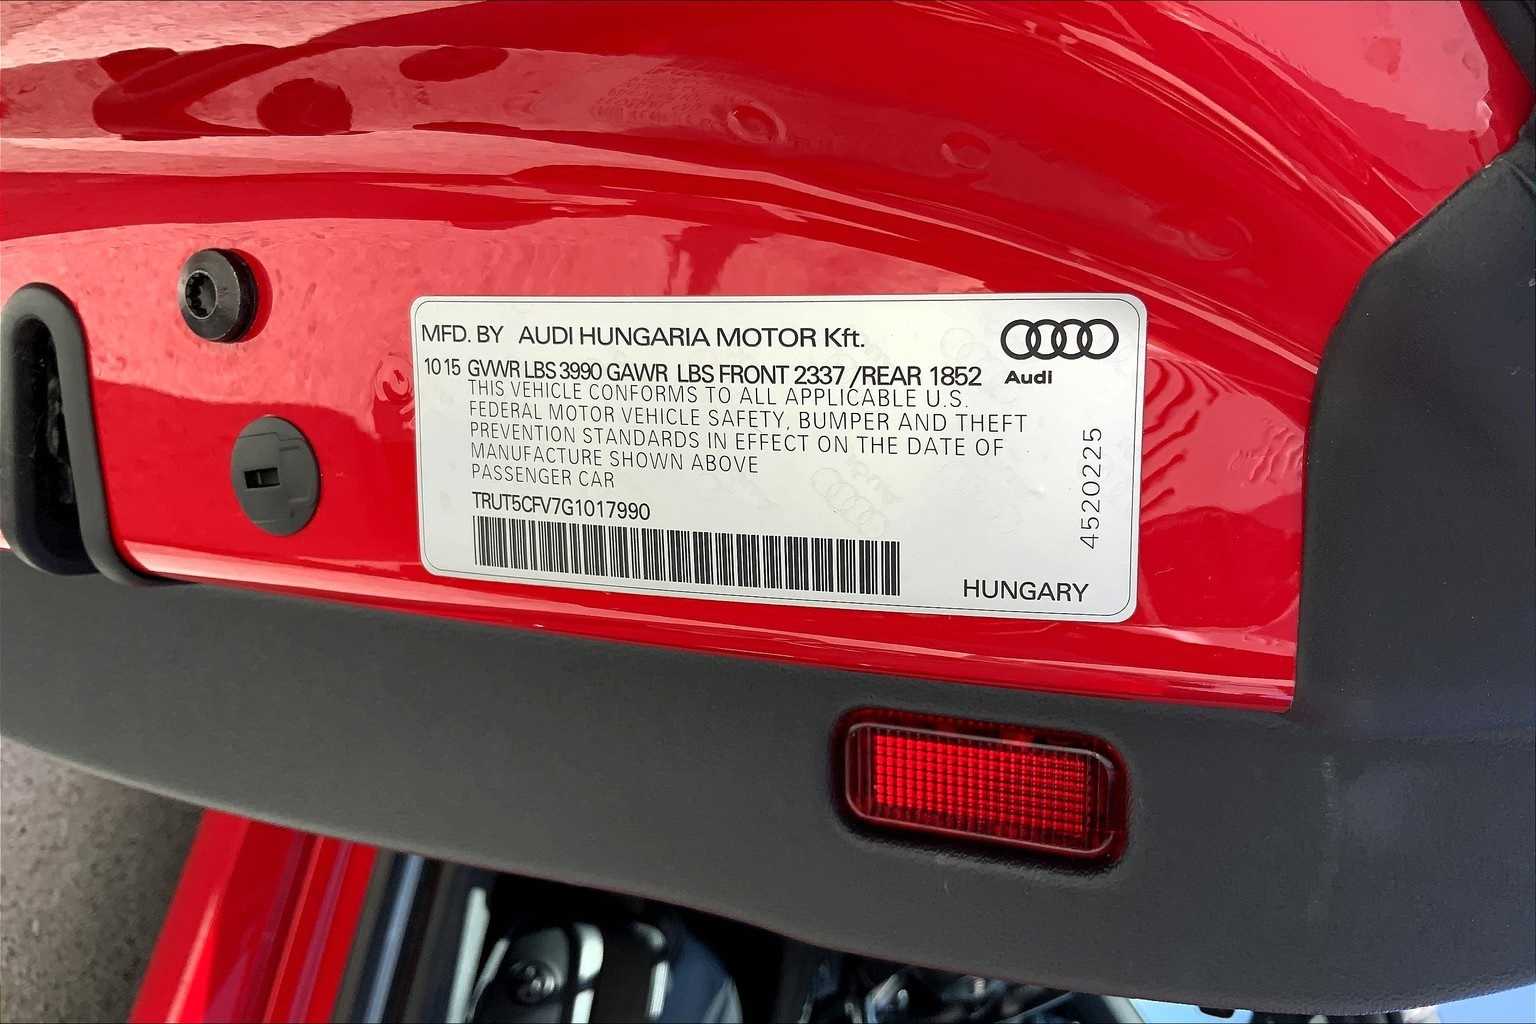 MFD. BY AUDI HUNGARIA MOTOR Kft.
10 15 GVWR LBS 3990 GAWR LBS FRONT 2337 /REAR 1852
Audi
THIS VEHICLE CONFORMS TO ALL APPLICABLE U.S.
FEDERAL MOTOR VEHICLE SAFETY, BUMPER AND THEFT
PREVENTION STANDARDS IN EFFECT ON THE DATE OF
MANUFACTURE SHOWN ABOVE
PASSENGER CAR
TRUT5CFV7G1017990
4520225
HUNGARY